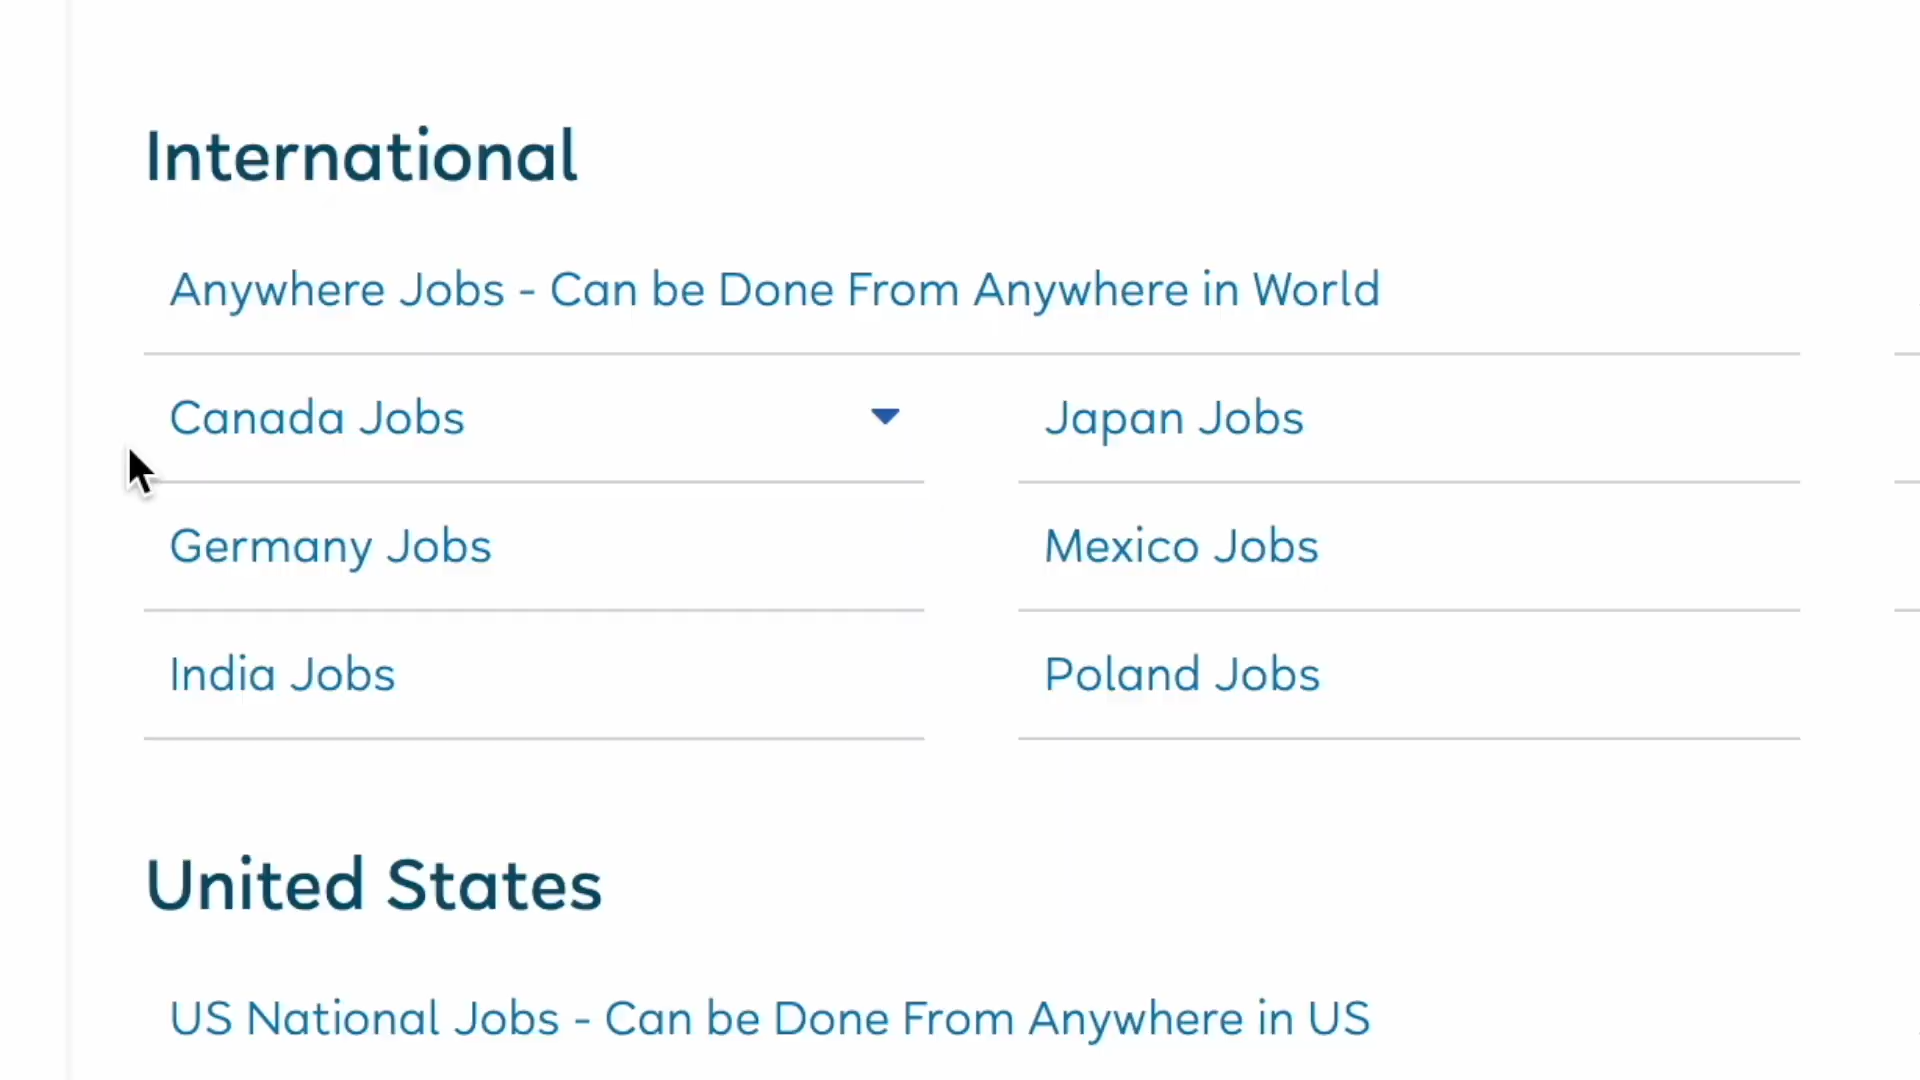 International
Anywhere Jobs - Can be Done From Anywhere in World
Canada Jobs
Japan Jobs
Germany Jobs
Mexico Jobs
India Jobs
Poland Jobs
United States
US National Jobs - Can be Done From Anywhere in US